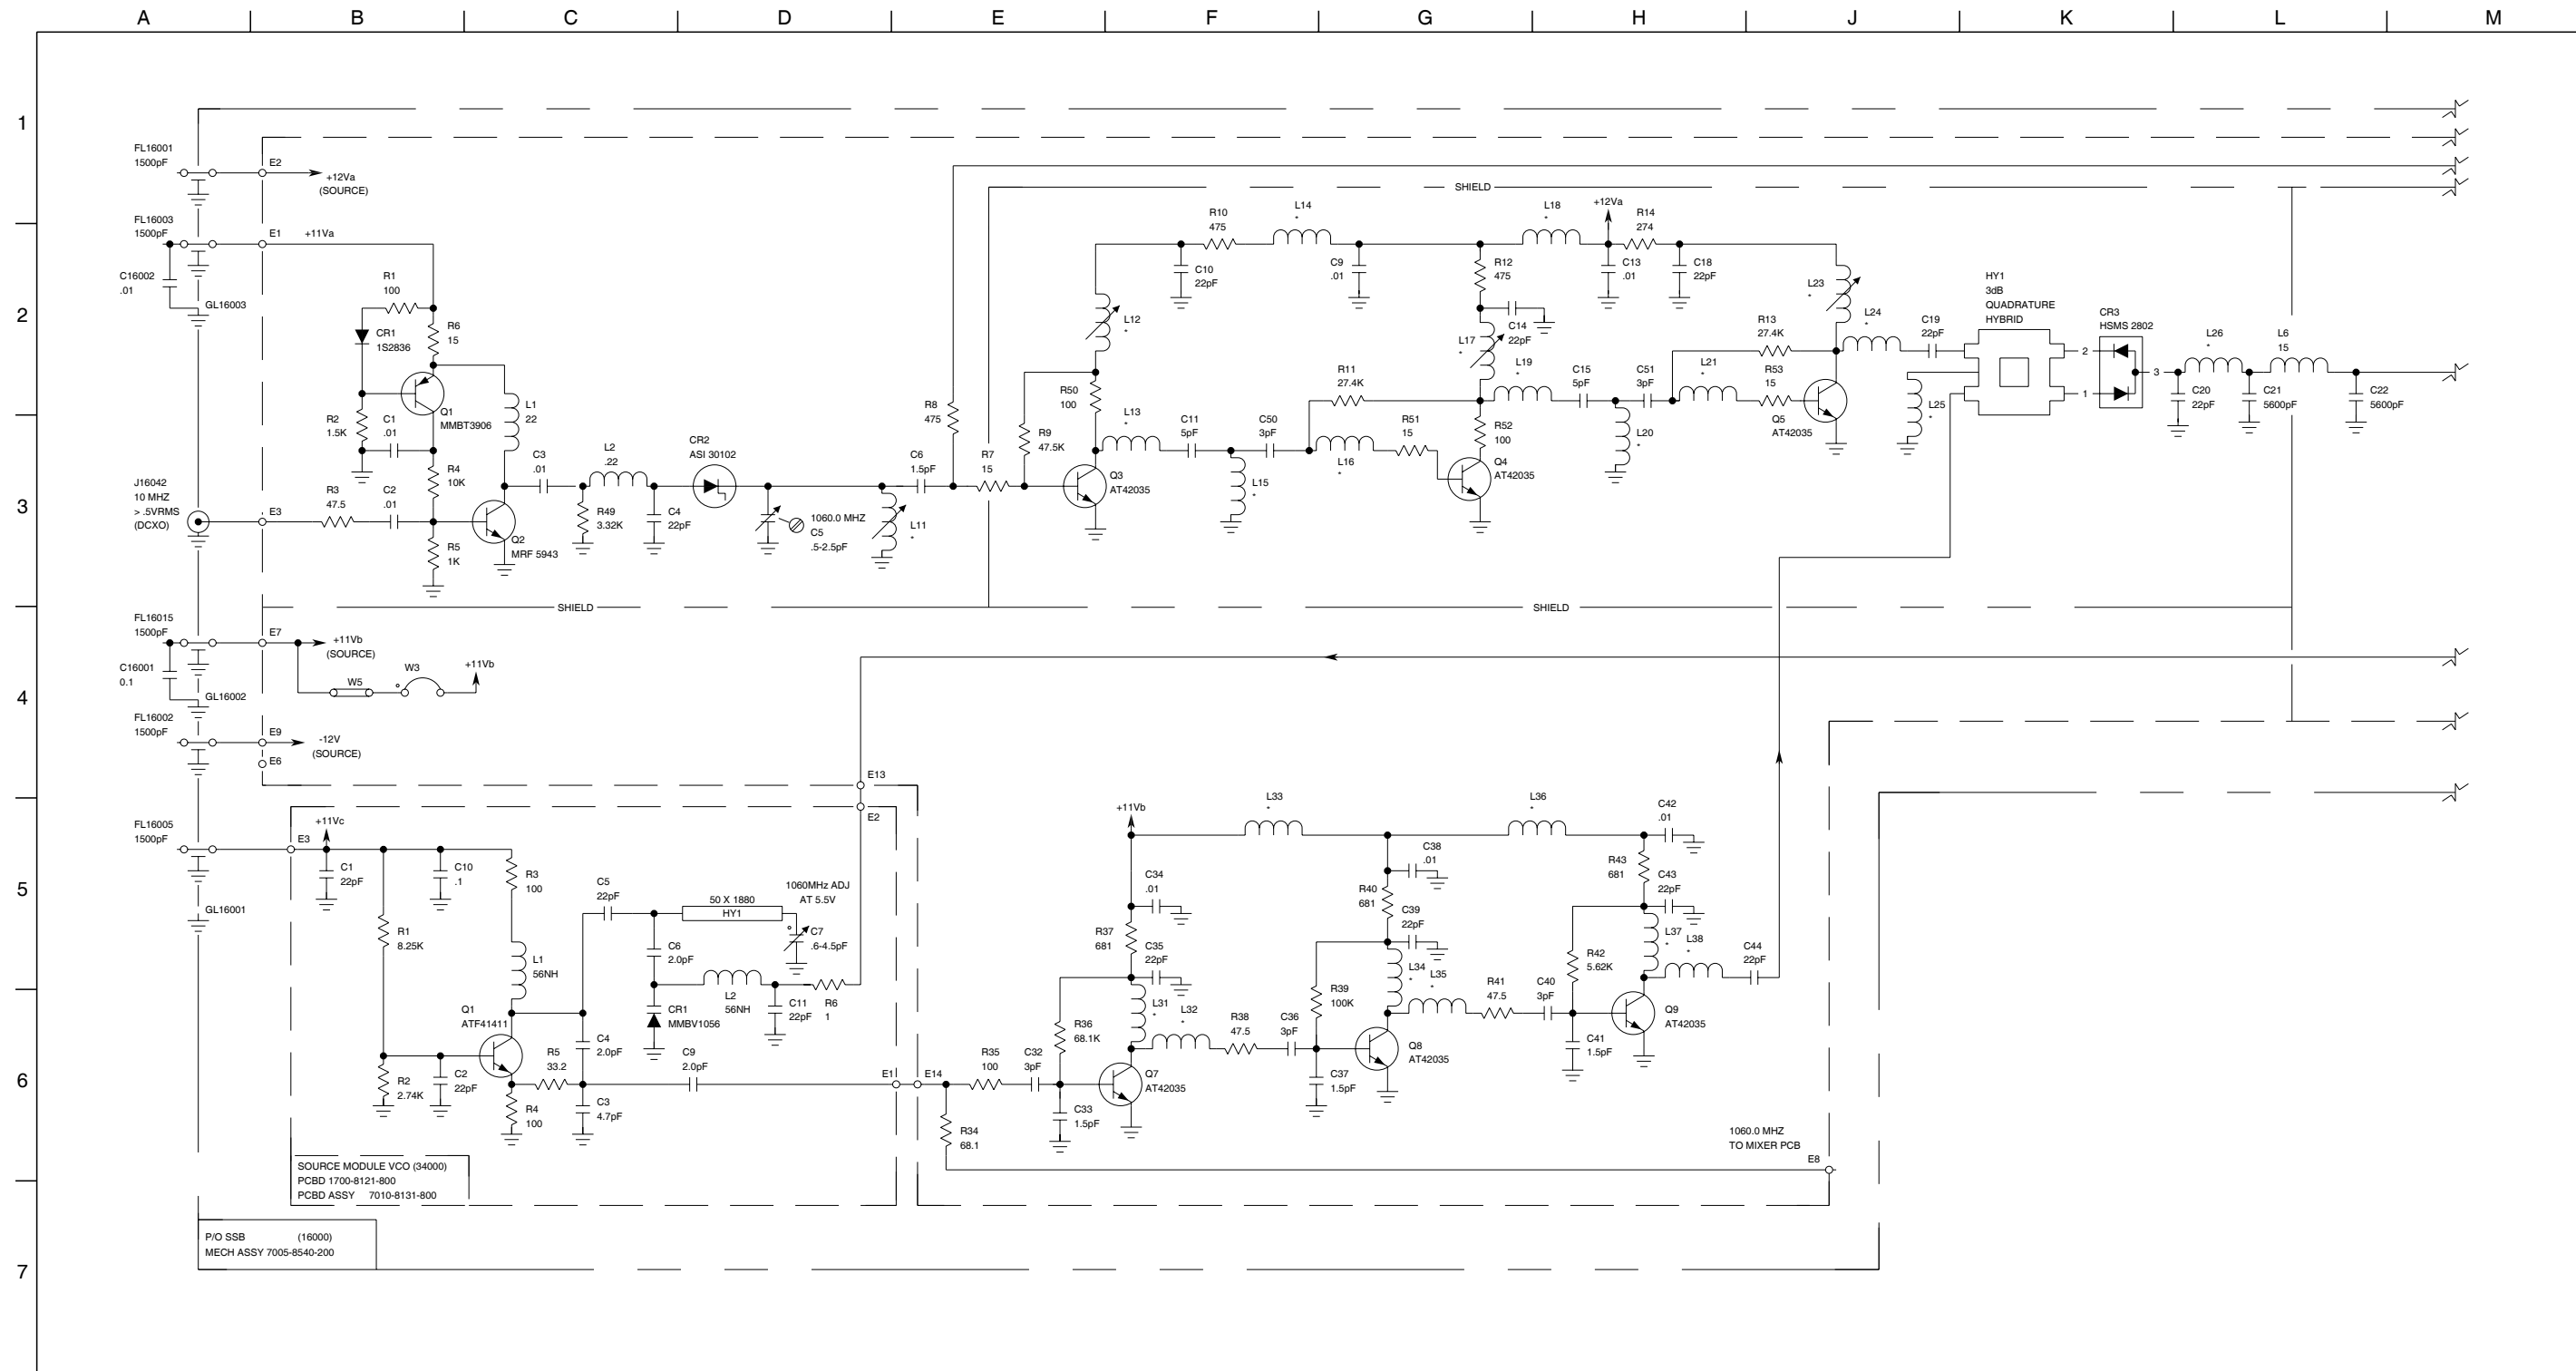 A B C D E F G H J K L M
1
2
3
4
5
6
7
FL16001
1500pF
E2
+12Va
(SOURCE)
FL16003
1500pF
E1
+11Va
C16002
.01
GL16003
R1
100
CR1
1S2836
R6
15
Q1
MMBT3906
R2
1.5K
C1
.01
L1
22
R4
10K
J16042
10 MHZ
> .5VRMS
(DCXO)
E3
R3
47.5
C2
.01
R5
1K
Q2
MRF 5943
C3
.01
L2
.22
R49
3.32K
C4
22pF
CR2
ASI 30102
1060.0 MHZ
C5
.5-2.5pF
L11
*
C6
1.5pF
R8
475
R7
15
R9
47.5K
R50
100
Q3
AT42035
L12
*
L13
*
C10
22pF
R10
475
L14
*
C9
.01
C11
5pF
C50
3pF
L15
*
R11
27.4K
L16
*
R51
15
R52
100
Q4
AT42035
SHIELD
R12
475
C14
22pF
L17
*
L18
*
L19
*
+12Va
R14
274
C13
.01
C18
22pF
C15
5pF
C51
3pF
L20
*
L21
*
R13
27.4K
R53
15
Q5
AT42035
L23
*
L24
*
C19
22pF
L25
*
HY1
3dB
QUADRATURE
HYBRID
2
1
CR3
HSMS 2802
3
L26
*
L6
15
C20
22pF
C21
5600pF
C22
5600pF
SHIELD
SHIELD
FL16015
1500pF
E7
+11Vb
(SOURCE)
C16001
0.1
GL16002
W5
W3
+11Vb
FL16002
1500pF
E9
-12V
(SOURCE)
E6
E13
E2
FL16005
1500pF
E3
+11Vc
GL16001
C1
22pF
C10
.1
R3
100
R1
8.25K
L1
56NH
C5
22pF
50 X 1880
HY1
1060MHz ADJ
AT 5.5V
C7
.6-4.5pF
C6
2.0pF
L2
56NH
C11
22pF
R6
1
CR1
MMBV1056
Q1
ATF41411
R5
33.2
C4
2.0pF
C9
2.0pF
R2
2.74K
C2
22pF
R4
100
C3
4.7pF
E1
E14
R35
100
C32
3pF
R34
68.1
C33
1.5pF
R36
68.1K
Q7
AT42035
+11Vb
C34
.01
R37
681
C35
22pF
L31
*
L32
*
R38
47.5
C36
3pF
L33
*
C38
.01
R40
681
C39
22pF
R39
100K
L34
*
L35
*
C37
1.5pF
Q8
AT42035
R41
47.5
C40
3pF
L36
*
C42
.01
R43
681
C43
22pF
R42
5.62K
L37
*
L38
*
C44
22pF
C41
1.5pF
Q9
AT42035
1060.0 MHZ
TO MIXER PCB
E8
SOURCE MODULE VCO (34000)
PCBD 1700-8121-800
PCBD ASSY 7010-8131-800
P/O SSB (16000)
MECH ASSY 7005-8540-200